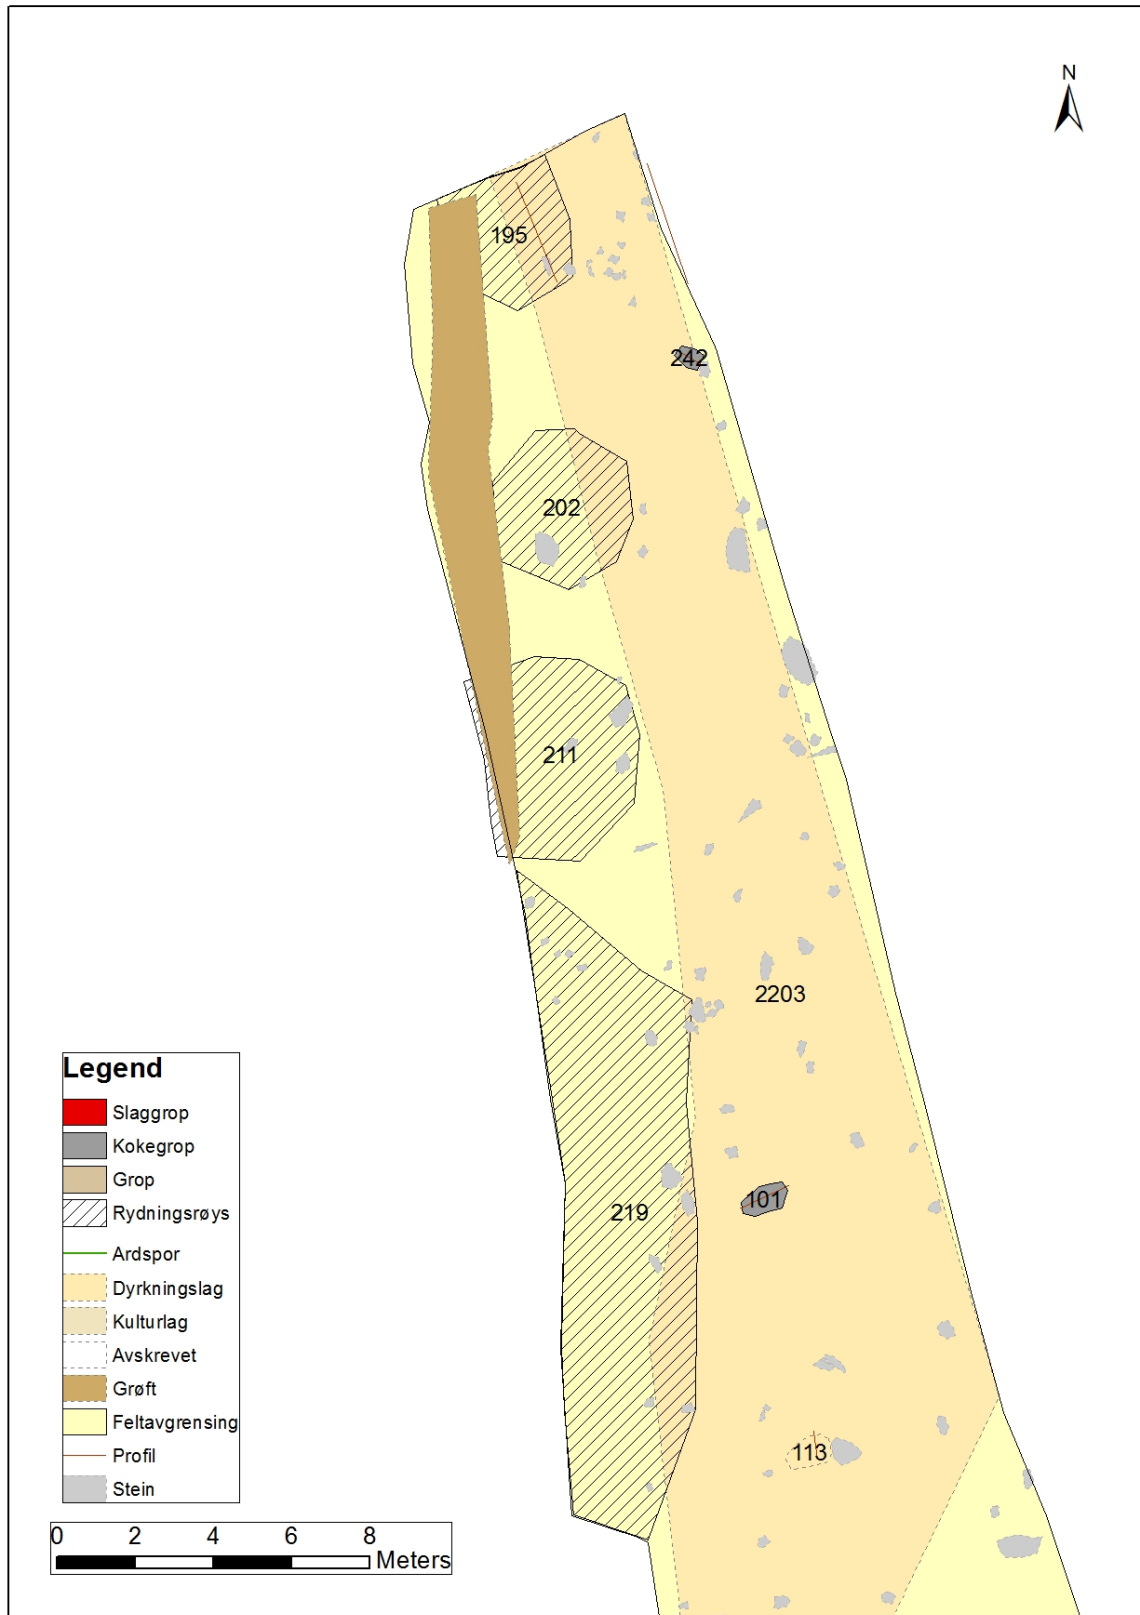 N
195
242
202
211
2203
101
219
113
Legend
Slaggrop
Kokegrop
Grop
Rydningsrøys
Ardspor
Dyrkningslag
Kulturlag
Avskrevet
Grøft
Feltavgrensing
Profil
Stein
0 2 4 6 8
Meters